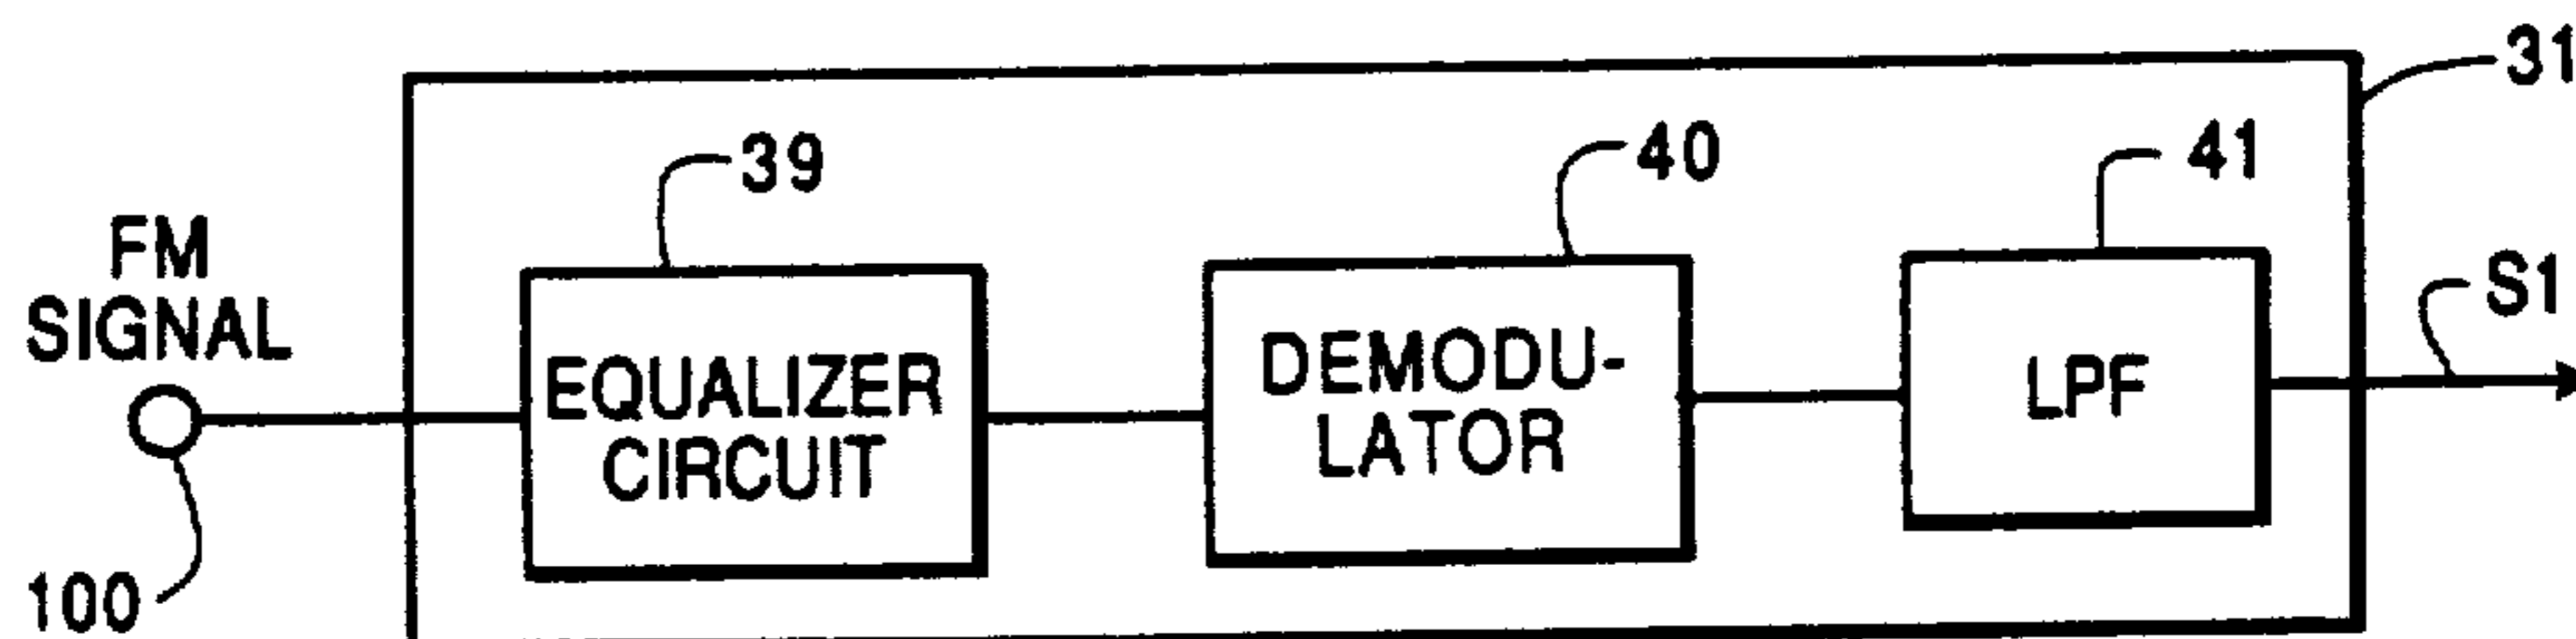 31
39
40
41
FM
SIGNAL
S1
EQUALIZER
CIRCUIT
DEMODU-
LATOR
LPF
100